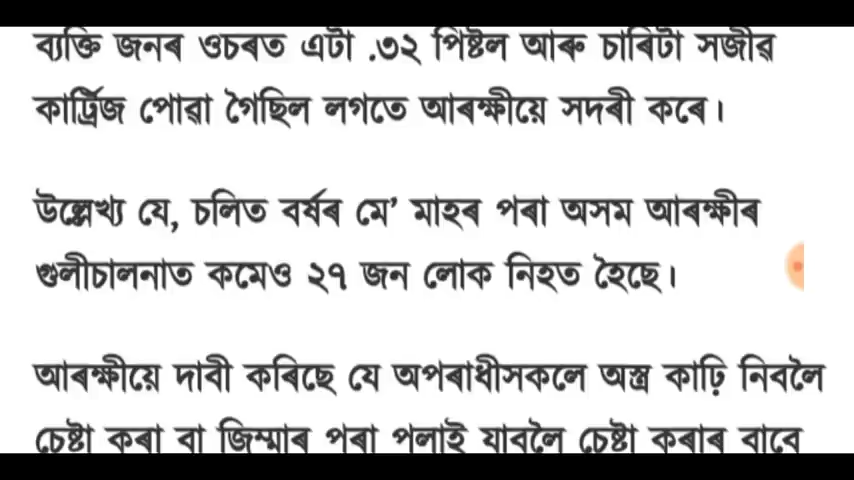 ব্যক্তি জনৰ ওচৰত এটা .৩২ পিষ্টল আৰু চাৰিটা সজীৱ
কাৰ্ট্ৰিজ পোৱা গৈছিল লগতে আৰক্ষীয়ে সদৰী কৰে।
উল্লেখ্য যে, চলিত বৰ্ষৰ মে' মাহৰ পৰা অসম আৰক্ষীৰ
গুলীচালনাত কমেও ২৭ জন লোক নিহত হৈছে।
আৰক্ষীয়ে দাবী কৰিছে যে অপৰাধীসকলে অস্ত্ৰ কাঢ়ি নিবলৈ
চেষ্টা কৰা বা জিম্মাৰ পৰা পলাই যাবলৈ চেষ্টা কৰাৰ বাবে